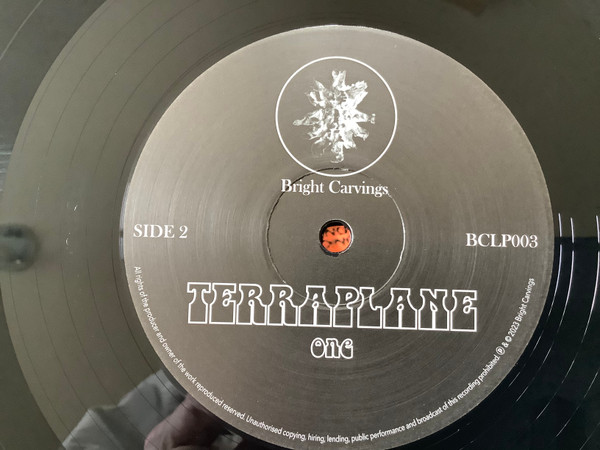 Bright Carvings
SIDE 2
BCLP003
TERRAPLANE
one
All rights of the producer and owner of the work reproduced reserved. Unauthorised copying, hiring, lending, public performance and broadcast of this recording prohibited. ℗ & © 2023 Bright Carvings